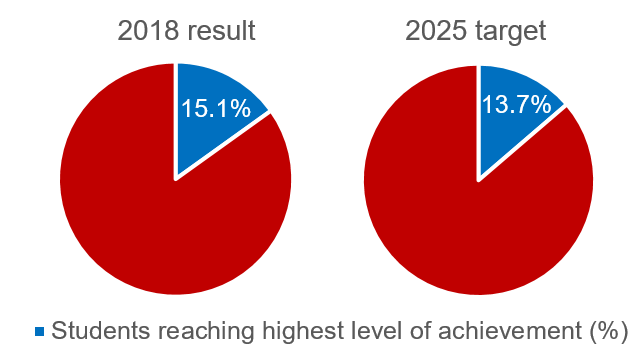 2018 result
2025 target
15.1%
13.7%
Students reaching highest level of achievement (%)